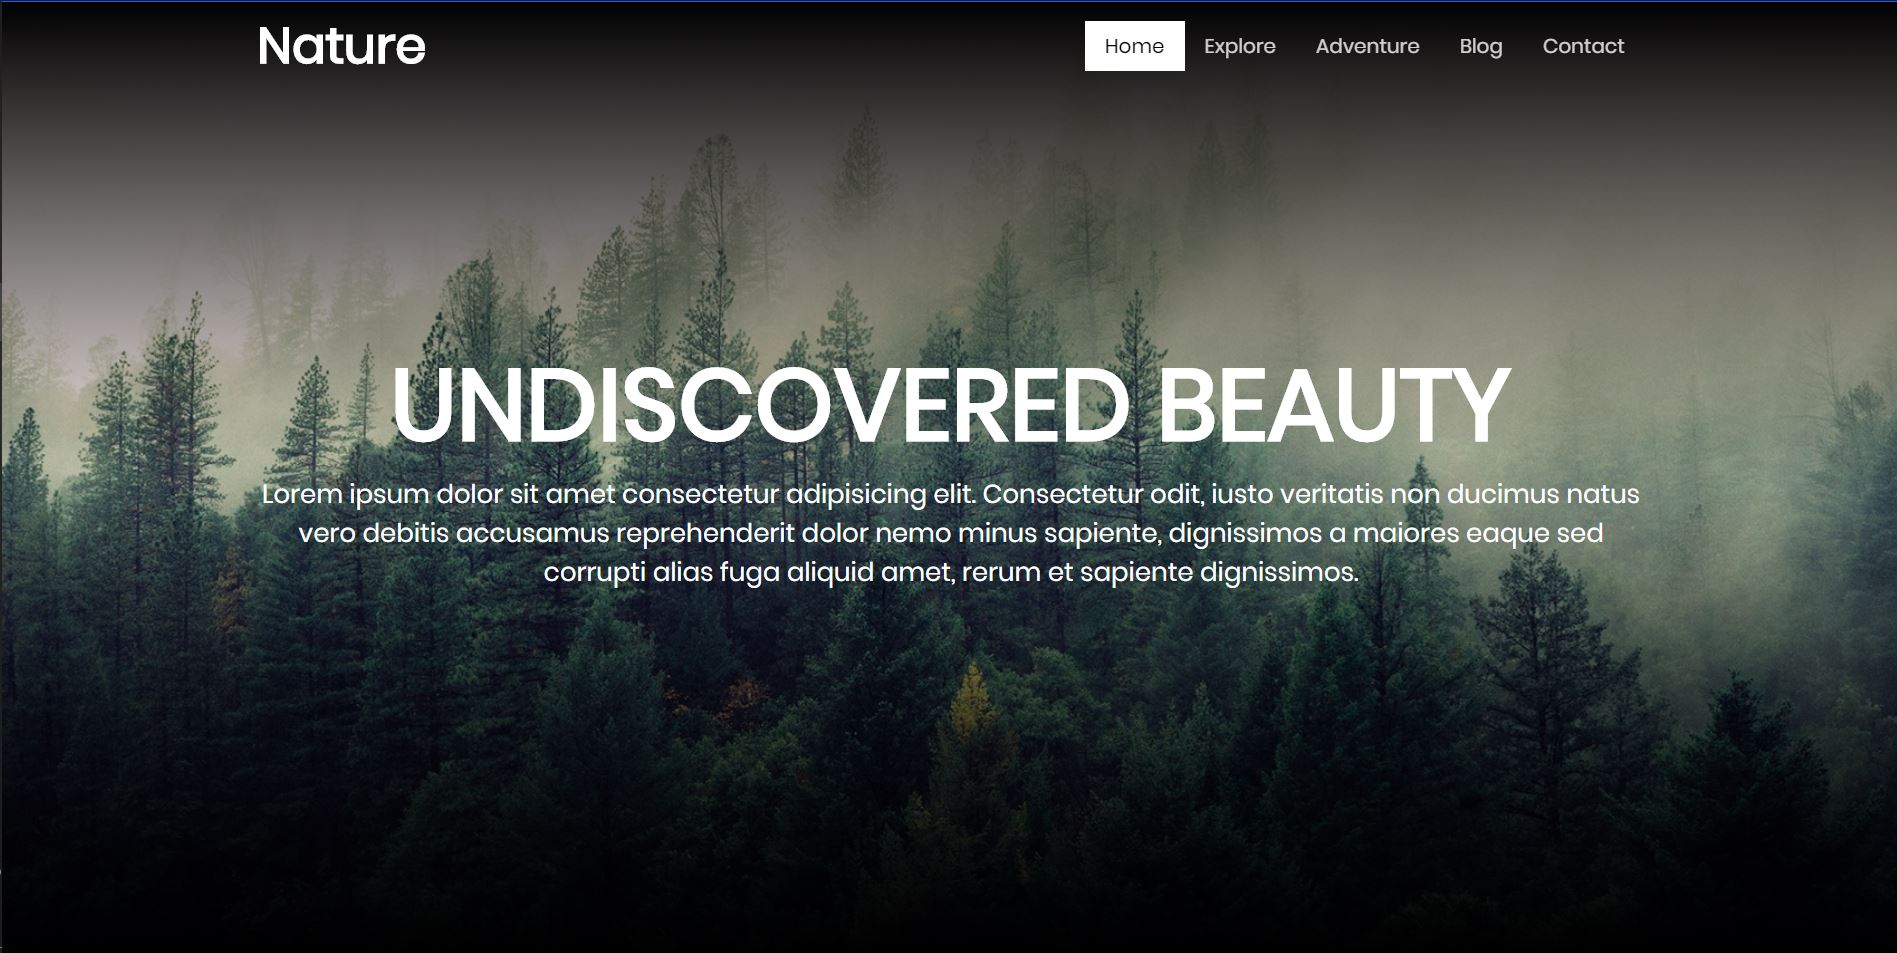 Nature
Home Explore Adventure Blog Contact
UNDISCOVERED BEAUTY
Lorem ipsum dolor sit amet consectetur adipisicing elit. Consectetur odit, iusto veritatis non ducimus natus
vero debitis accusamus reprehenderit dolor nemo minus sapiente, dignissimos a maiores eaque sed
corrupti alias fuga aliquid amet, rerum et sapiente dignissimos.